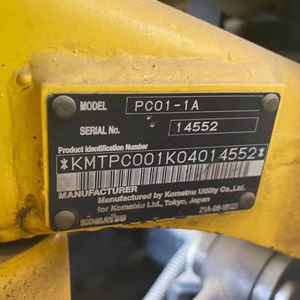 MODEL PC01-1A
SERIAL No. 14552
Product Identification Number
*KMTPC001K04014552*
MANUFACTURER
Manufactured by Komatsu Utility Co.,Ltd.
for Komatsu Ltd., Tokyo, Japan
KOMATSU